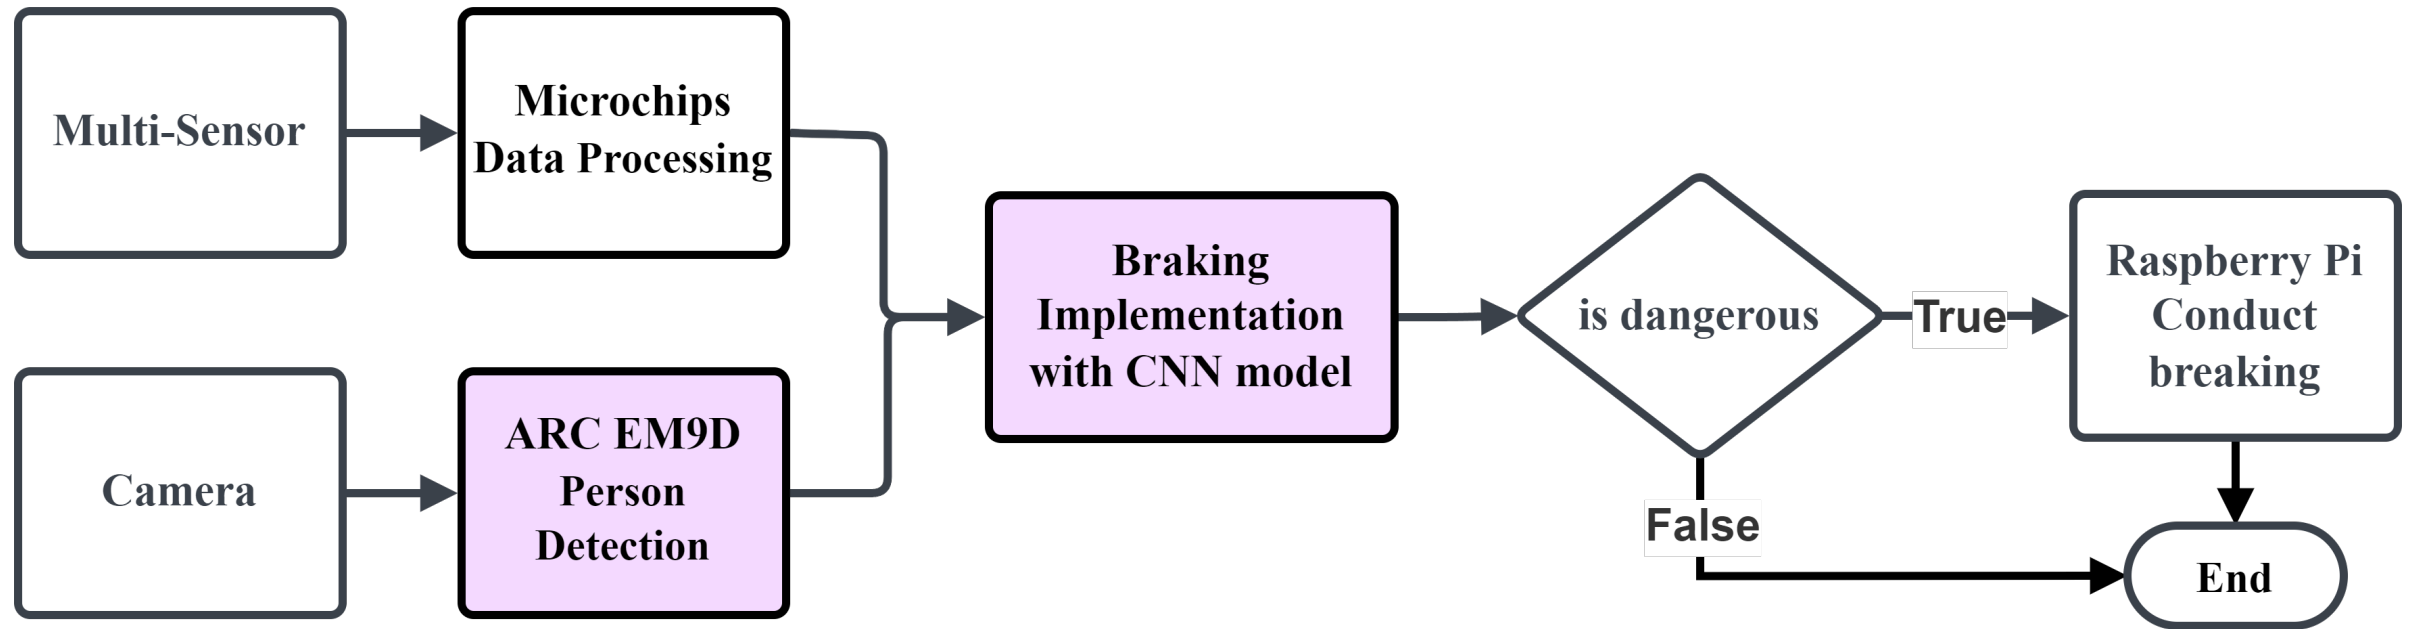 Multi-Sensor
Microchips
Data Processing
Camera
ARC EM9D
Person
Detection
Braking
Implementation
with CNN model
is dangerous
True
False
Raspberry Pi
Conduct
breaking
End